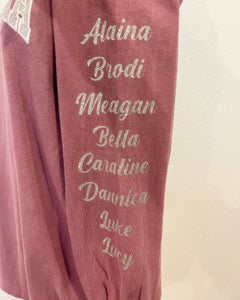 Alaina
Brodi
Meagan
Bella
Caroline
Dannica
Luke
Lucy